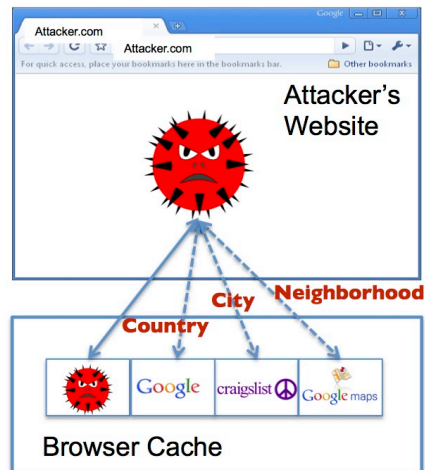 Google
Attacker.com
Attacker.com
For quick access, place your bookmarks here in the bookmarks bar.
Other bookmarks
Attacker's
Website
Neighborhood
City
Country
Google
craigslist
Google maps
Browser Cache